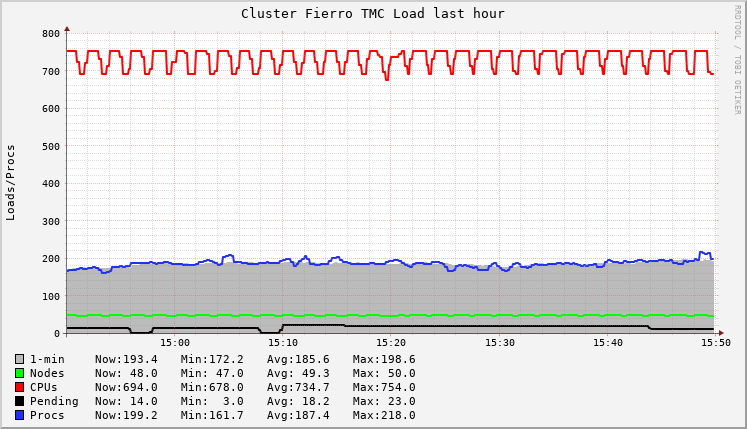 Cluster Fierro TMC Load last hour
RRDTOOL / TOBI OETIKER
Loads/Procs
800
700
600
500
400
300
200
100
0
15:00 15:10 15:20 15:30 15:40 15:50
1-min Now:193.4 Min:172.2 Avg:185.6 Max:198.6
Nodes Now: 48.0 Min: 47.0 Avg: 49.3 Max: 50.0
CPUs Now:694.0 Min:678.0 Avg:734.7 Max:754.0
Pending Now: 14.0 Min: 3.0 Avg: 18.2 Max: 23.0
Procs Now:199.2 Min:161.7 Avg:187.4 Max:218.0